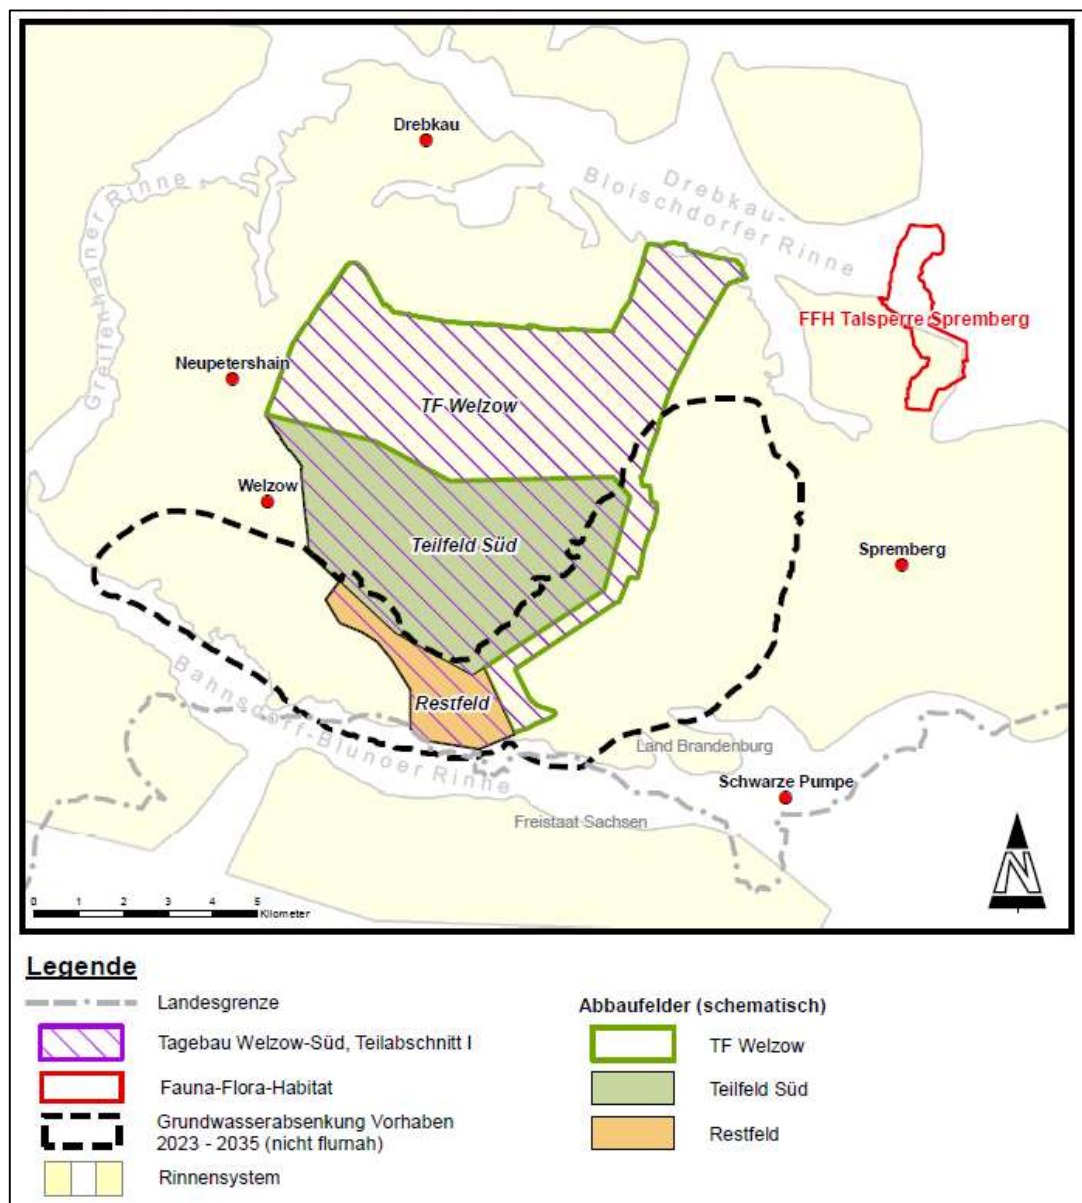 Drebkau
Greifenhainer Rinne
Drebkau-
Bloischdorfer Rinne
FFH Talsperre Spremberg
Neupetershain
TF Welzow
Welzow
Teilfeld Süd
Spremberg
Restfeld
Bahnsdorf-Blunoer Rinne
Land Brandenburg
Schwarze Pumpe
Freistaat Sachsen
N
0 1 2 3 4 5
Kilometer
Legende
Landesgrenze
Tagebau Welzow-Süd, Teilabschnitt I
Fauna-Flora-Habitat
Grundwasserabsenkung Vorhaben
2023 - 2035 (nicht flurnah)
Rinnensystem
Abbaufelder (schematisch)
TF Welzow
Teilfeld Süd
Restfeld